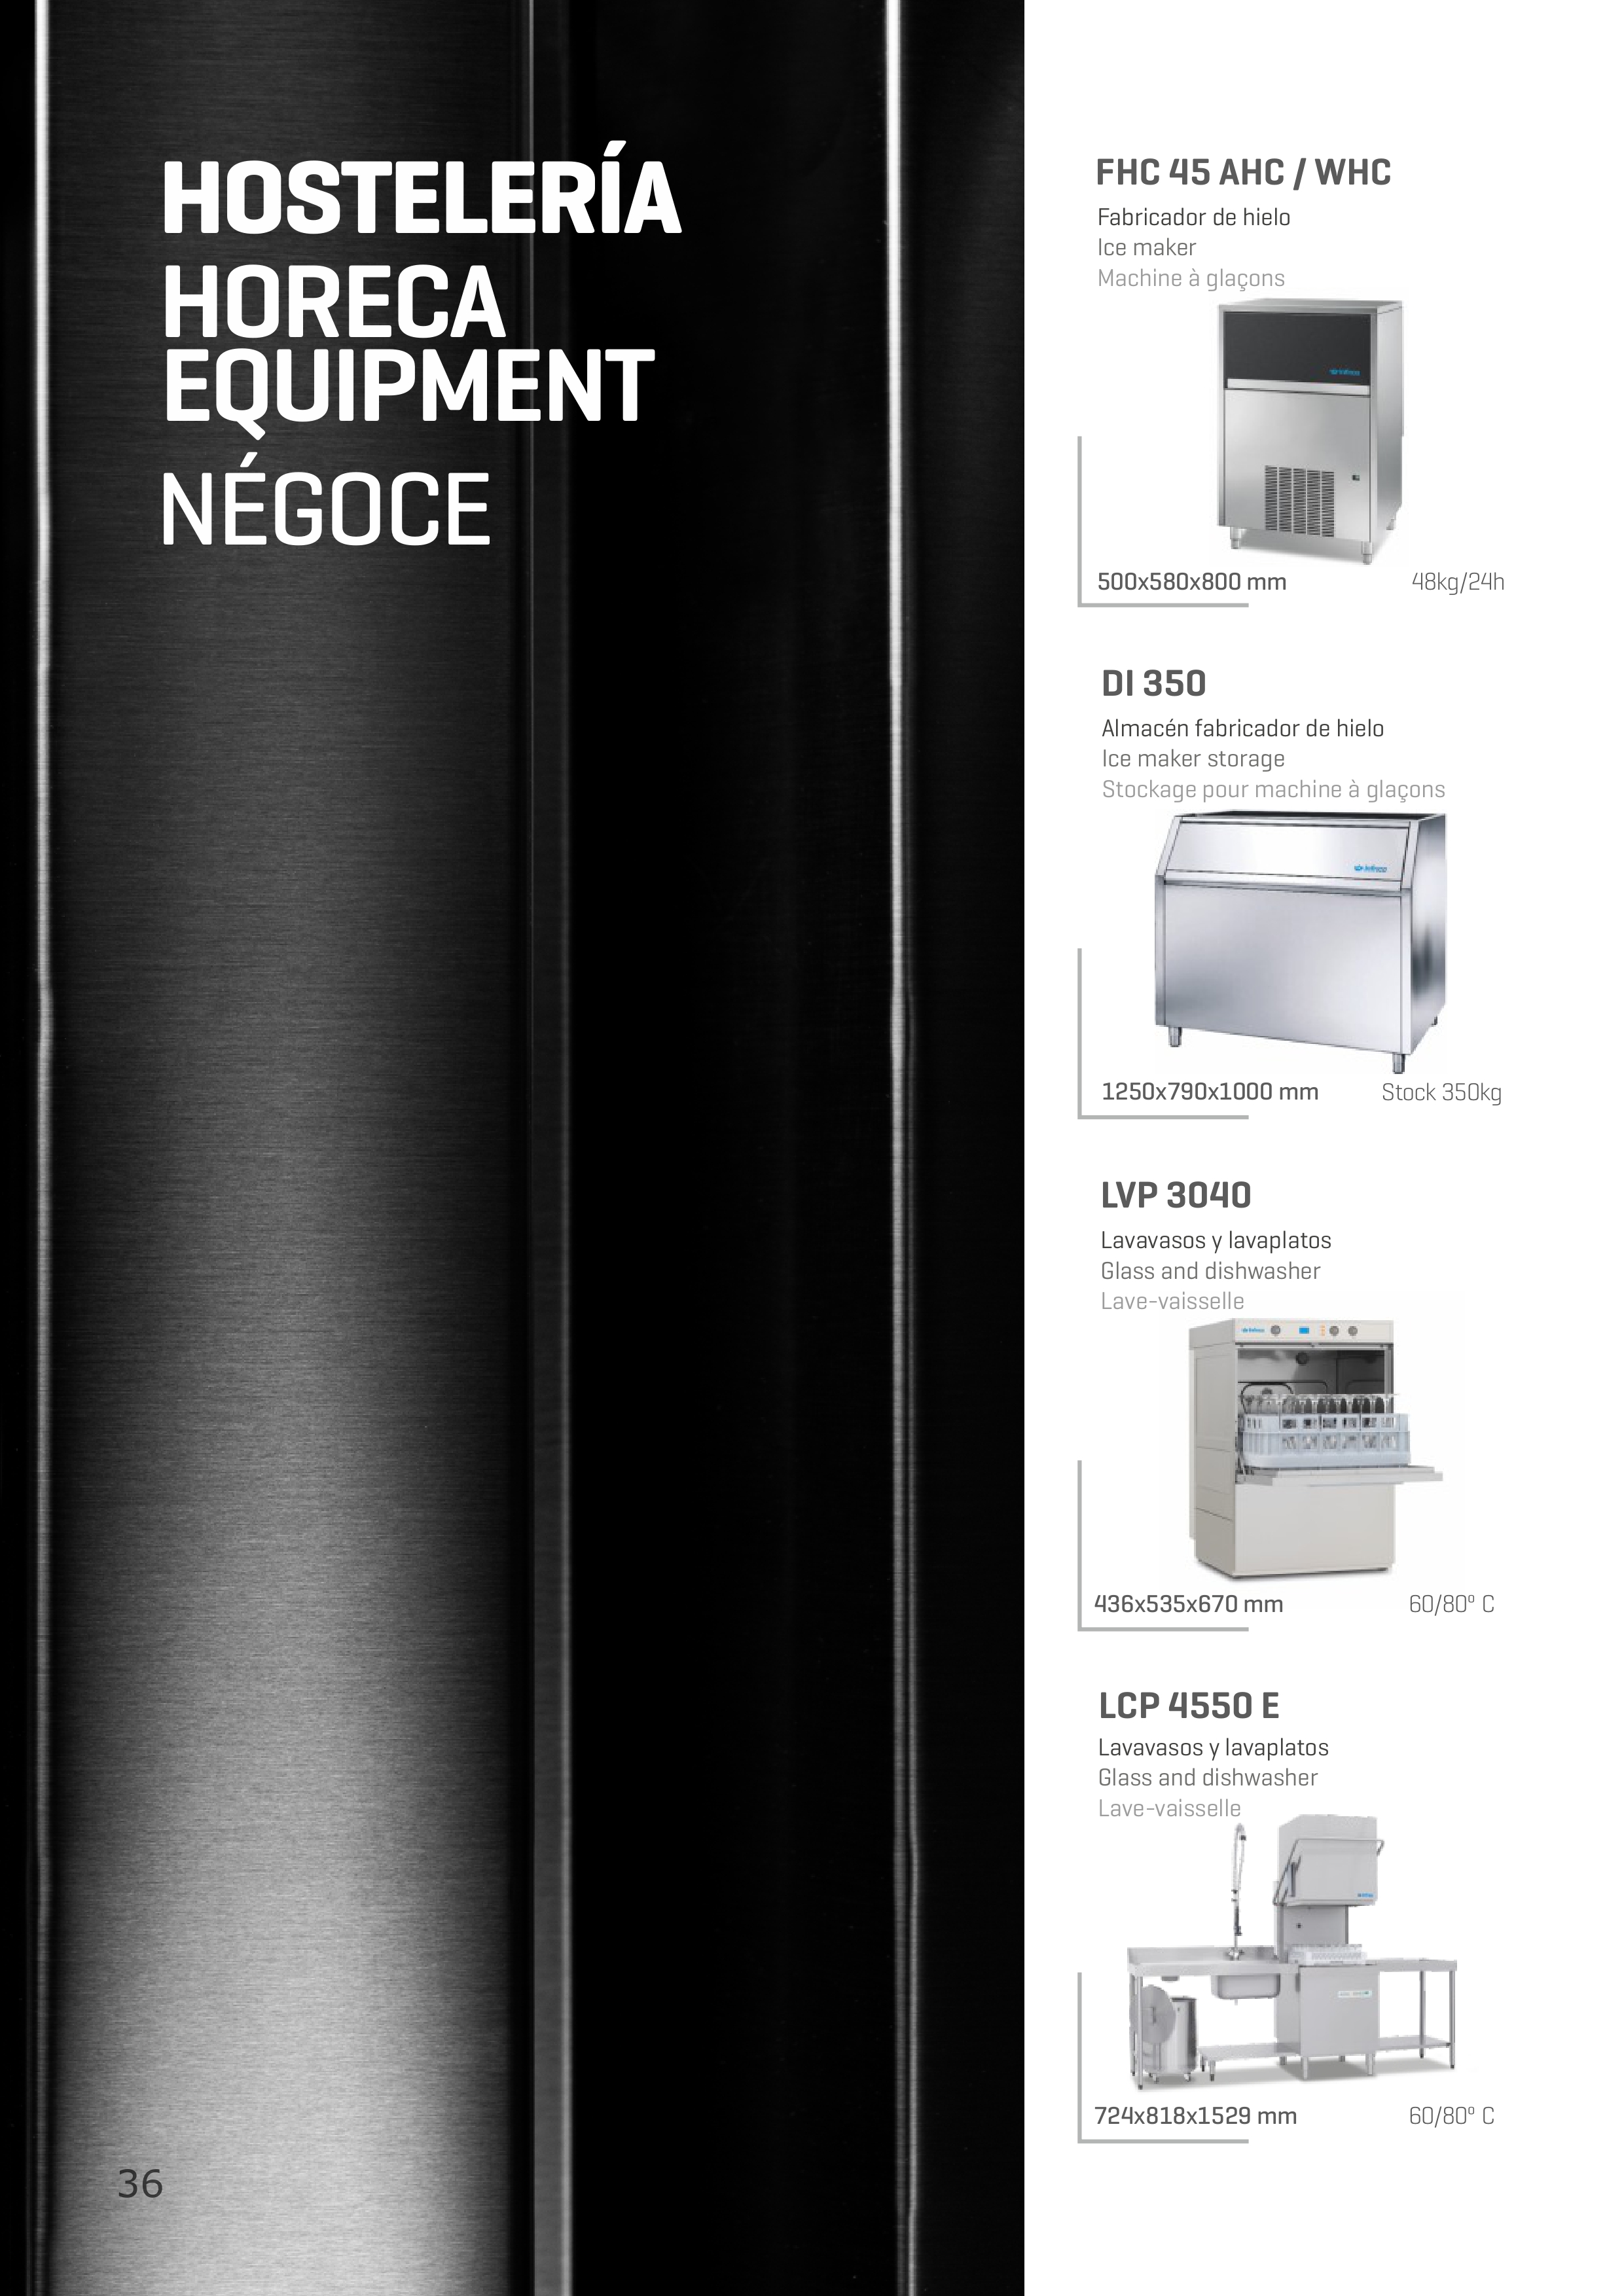 HOSTELERÍA
HORECA
EQUIPMENT
NÉGOCE
FHC 45 AHC / WHC
Fabricador de hielo
Ice maker
Machine à glaçons
500x580x800 mm 48kg/24h
DI 350
Almacén fabricador de hielo
Ice maker storage
Stockage pour machine à glaçons
1250x790x1000 mm Stock 350kg
LVP 3040
Lavavasos y lavaplatos
Glass and dishwasher
Lave-vaisselle
436x535x670 mm 60/80º C
LCP 4550 E
Lavavasos y lavaplatos
Glass and dishwasher
Lave-vaisselle
724x818x1529 mm 60/80º C
36